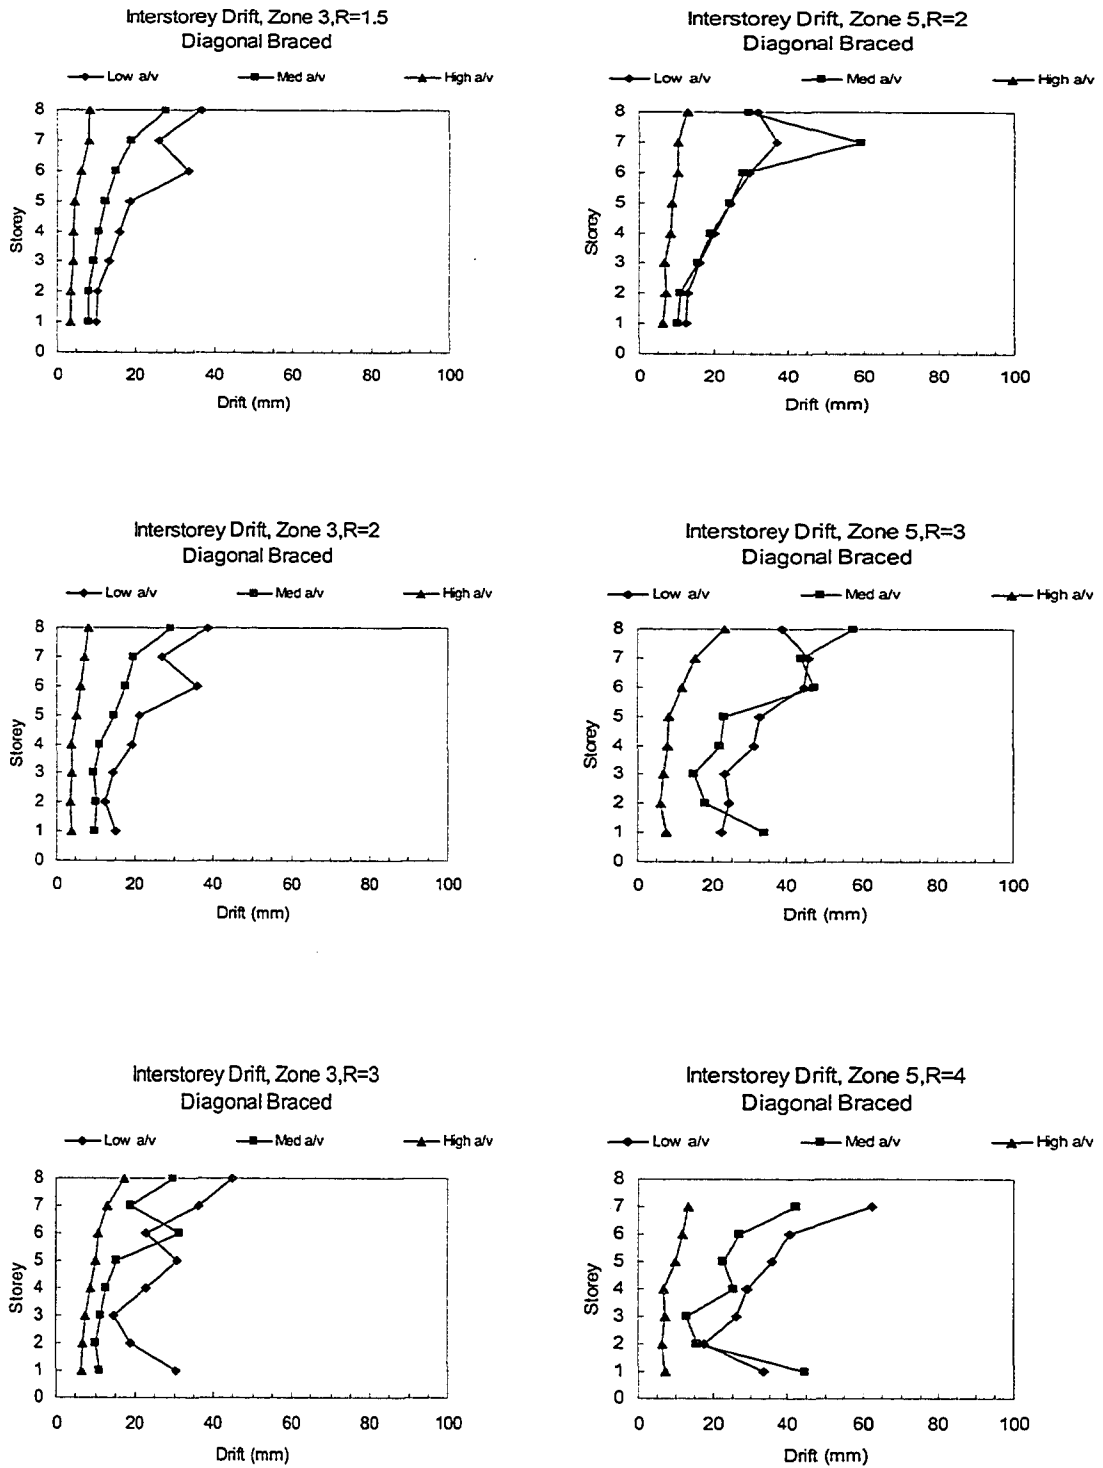 Interstorey Drift, Zone 3,R=1.5
Diagonal Braced
Low a/v Med a/v High a/v
8
7
6
5
4
3
2
1
0
Storey
0 20 40 60 80 100
Drift (mm)
Interstorey Drift, Zone 5,R=2
Diagonal Braced
Low a/v Med a/v High a/v
8
7
6
5
4
3
2
1
0
Storey
0 20 40 60 80 100
Drift (mm)
Interstorey Drift, Zone 3,R=2
Diagonal Braced
Low a/v Med a/v High a/v
8
7
6
5
4
3
2
1
0
Storey
0 20 40 60 80 100
Drift (mm)
Interstorey Drift, Zone 5,R=3
Diagonal Braced
Low a/v Med a/v High a/v
8
7
6
5
4
3
2
1
0
Storey
0 20 40 60 80 100
Drift (mm)
Interstorey Drift, Zone 3,R=3
Diagonal Braced
Low a/v Med a/v High a/v
8
7
6
5
4
3
2
1
0
Storey
0 20 40 60 80 100
Drift (mm)
Interstorey Drift, Zone 5,R=4
Diagonal Braced
Low a/v Med a/v High a/v
8
7
6
5
4
3
2
1
0
Storey
0 20 40 60 80 100
Drift (mm)